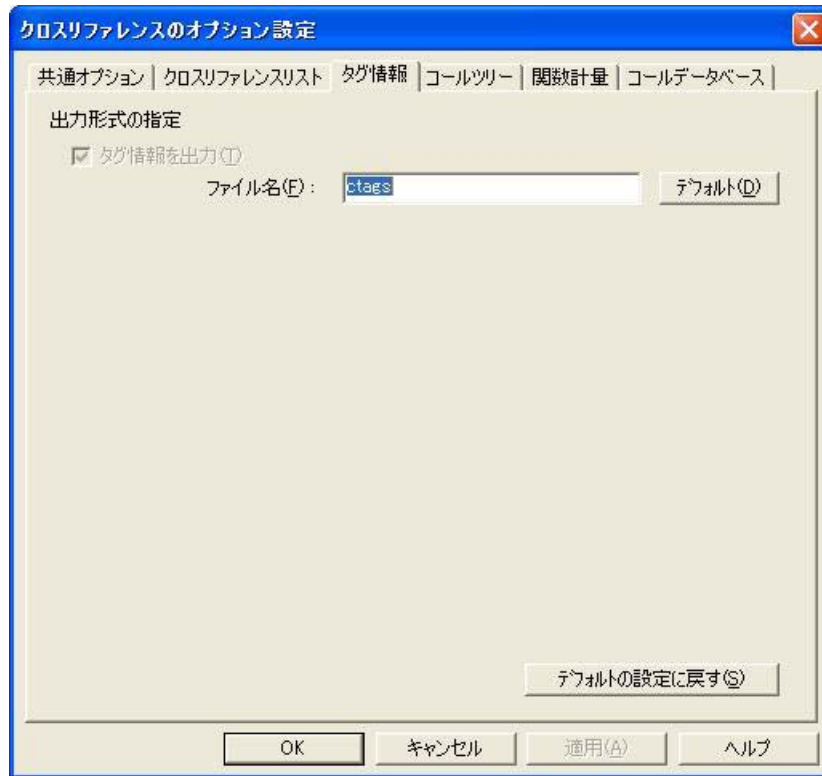 クロスリファレンスのオプション設定
共通オプション クロスリファレンスリスト タグ情報 コールツリー 関数計量 コールデータベース
出力形式の指定
タグ情報を出力(T)
ファイル名(F): ctags デフォルト(D)
デフォルトの設定に戻す(S)
OK キャンセル 適用(A) ヘルプ